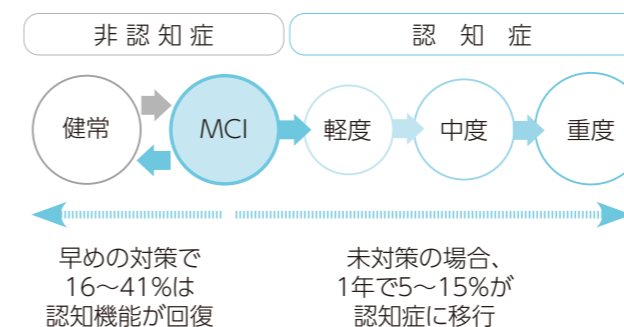 非認知症
認知症
健常
MCI
軽度
中度
重度
早めの対策で
16〜41%は
認知機能が回復
未対策の場合、
1年で5〜15%が
認知症に移行